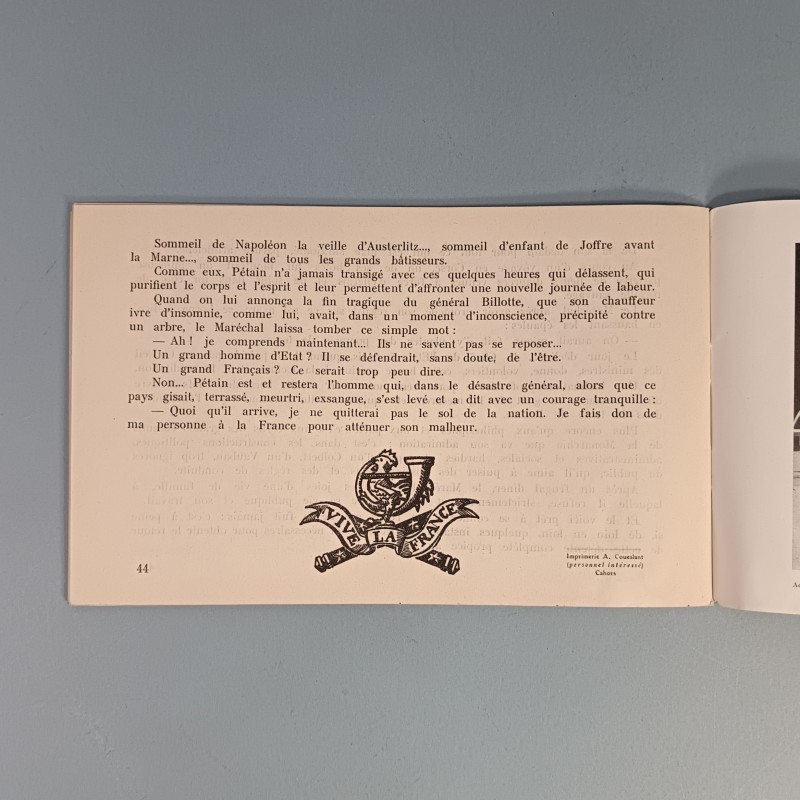 Sommeil de Napoléon la veille d'Austerlitz..., sommeil d'enfant de Joffre avant
la Marne..., sommeil de tous les grands bâtisseurs.
Comme eux, Pétain n'a jamais transigé avec ces quelques heures qui délassent, qui
purifient le corps et l'esprit et leur permettent d'affronter une nouvelle journée de labeur.
Quand on lui annonça la fin tragique du général Billotte, que son chauffeur
ivre d'insomnie, comme lui, avait, dans un moment d'inconscience, précipité contre
un arbre, le Maréchal laissa tomber ce simple mot :
— Ah ! je comprends maintenant... Ils ne savent pas se reposer...
Un grand homme d'Etat ? Il se défendrait, sans doute, de l'être.
Un grand Français ? Ce serait trop peu dire.
Non... Pétain est et restera l'homme qui, dans le désastre général, alors que ce
pays gisait, terrassé, meurtri, exsangue, s'est levé et a dit avec un courage tranquille :
— Quoi qu'il arrive, je ne quitterai pas le sol de la nation. Je fais don de
ma personne à la France pour atténuer son malheur.
VIVE LA FRANCE
44
Imprimerie A. Coueslant
(personnel intéressé)
Cahors